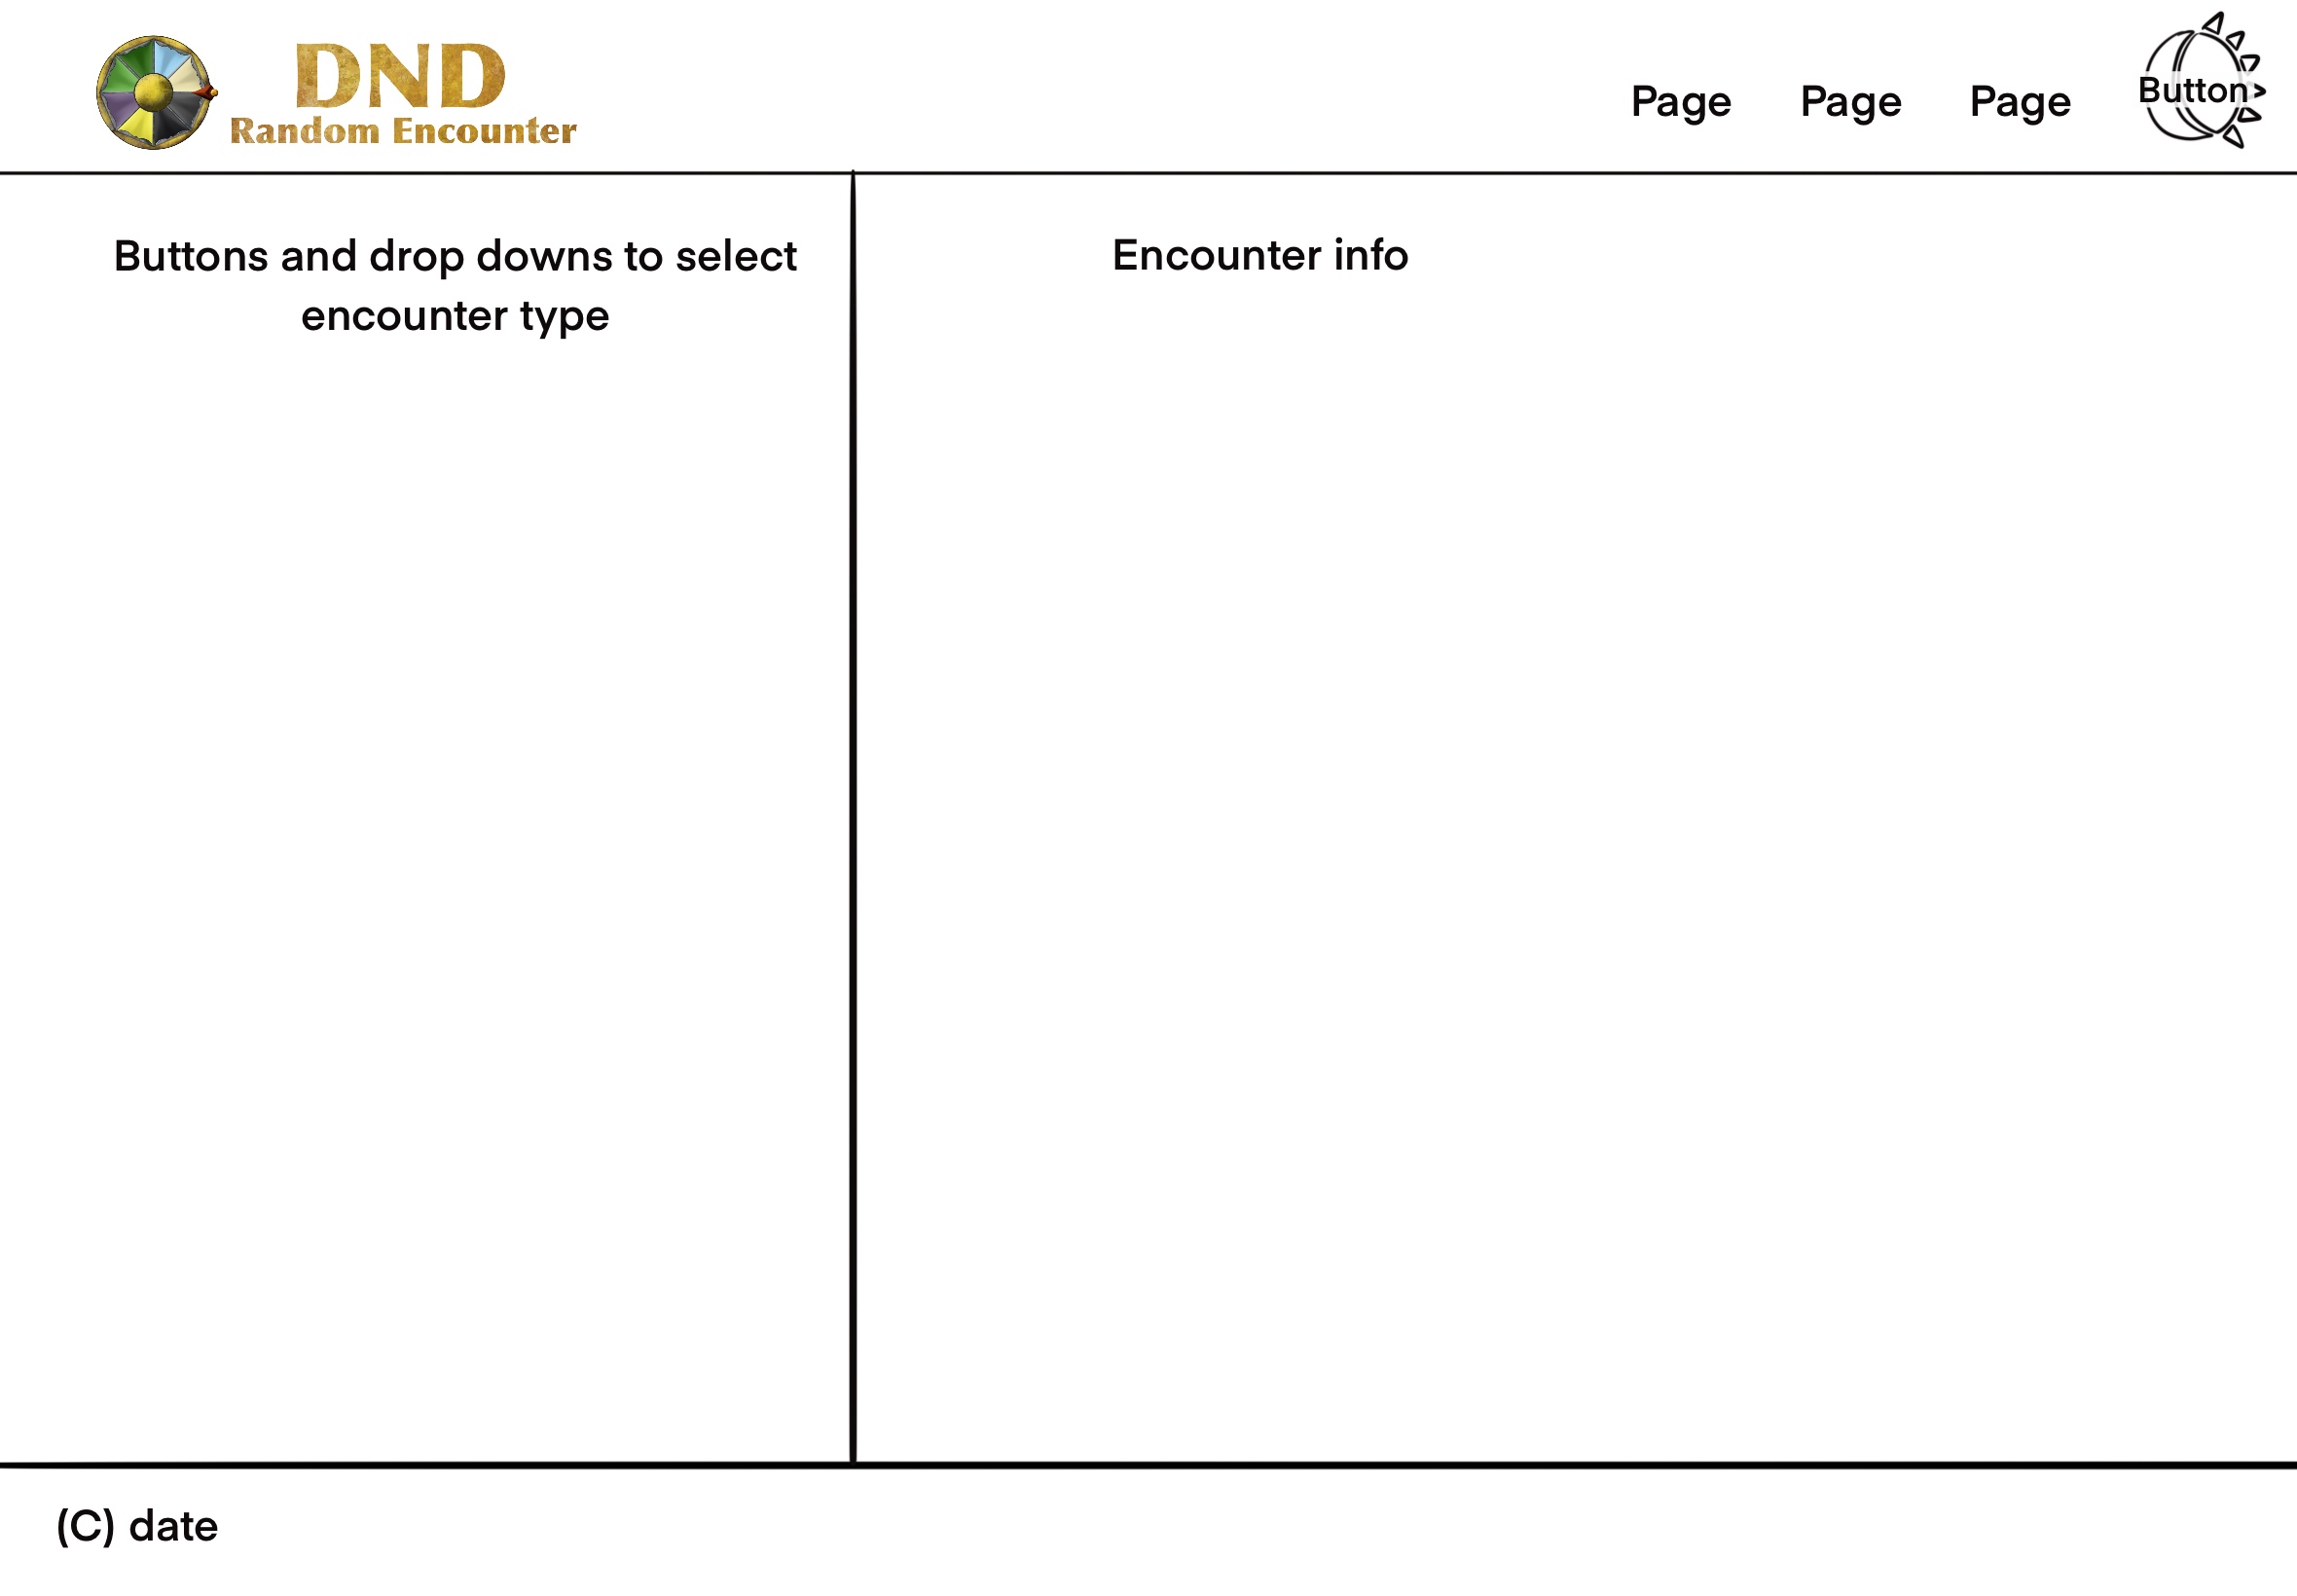 DND
Random Encounter
Page Page Page Button
Buttons and drop downs to select
encounter type
Encounter info
(C) date